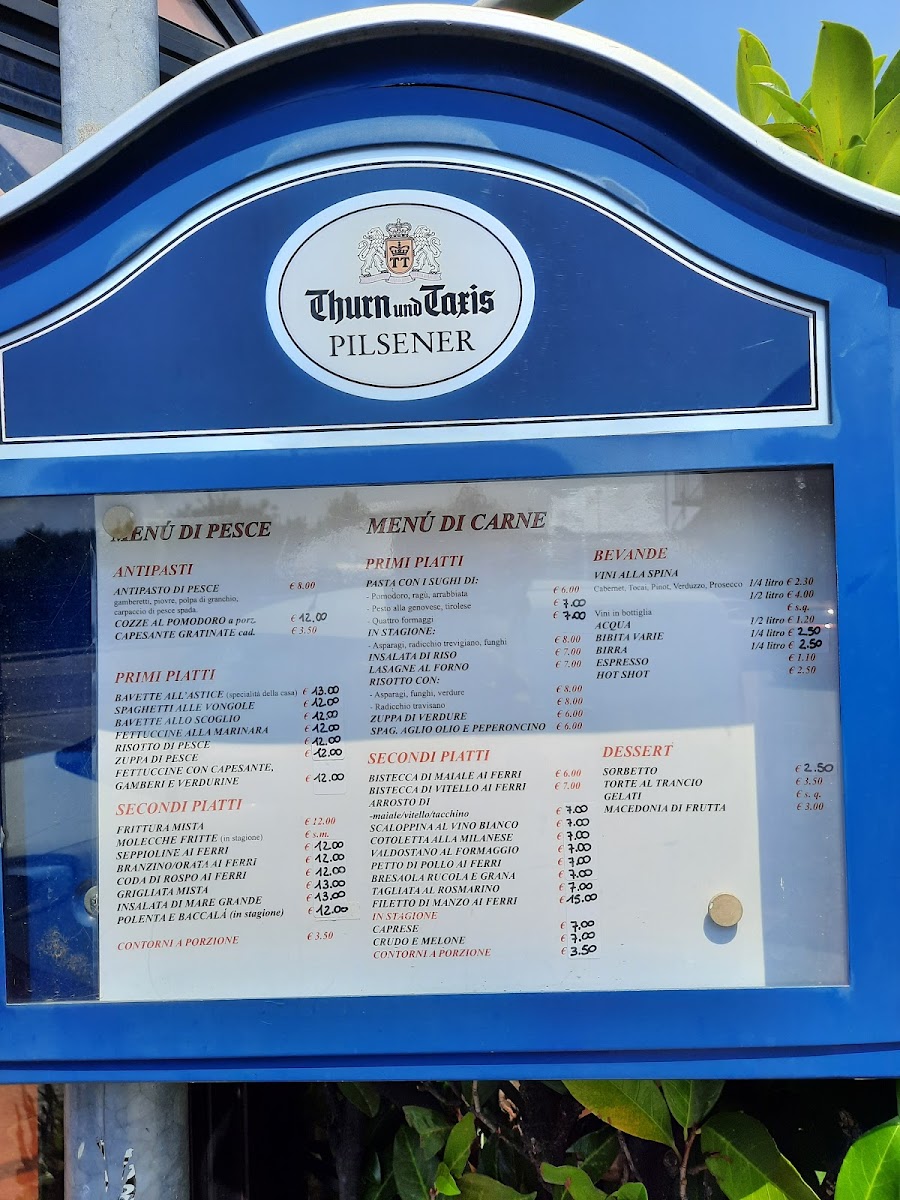 TT
Thurn und Taxis
PILSENER
MENÚ DI PESCE
ANTIPASTI
ANTIPASTO DI PESCE € 8.00
gamberetti, piovre, polpa di granchio,
carpaccio di pesce spada.
COZZE AL POMODORO a porz. € 12.00
CAPESANTE GRATINATE cad. € 3.50
PRIMI PIATTI
BAVETTE ALL'ASTICE (specialitá della casa) € 13.00
SPAGHETTI ALLE VONGOLE € 12.00
BAVETTE ALLO SCOGLIO € 12.00
FETTUCCINE ALLA MARINARA € 12.00
RISOTTO DI PESCE € 12.00
ZUPPA DI PESCE € 12.00
FETTUCCINE CON CAPESANTE,
GAMBERI E VERDURINE € 12.00
SECONDI PIATTI
FRITTURA MISTA € 12.00
MOLECCHE FRITTE (in stagione) € s.m.
SEPPIOLINE AI FERRI € 12.00
BRANZINO/ORATA AI FERRI € 12.00
CODA DI ROSPO AI FERRI € 12.00
GRIGLIATA MISTA € 13.00
INSALATA DI MARE GRANDE € 13.00
POLENTA E BACCALÁ (in stagione) € 12.00
CONTORNI A PORZIONE € 3.50
MENÚ DI CARNE
PRIMI PIATTI
PASTA CON I SUGHI DI:
- Pomodoro, ragù, arrabbiata € 6.00
- Pesto alla genovese, tirolese € 7.00
- Quattro formaggi € 7.00
IN STAGIONE:
- Asparagi, radicchio trevigiano, funghi € 8.00
INSALATA DI RISO € 7.00
LASAGNE AL FORNO € 7.00
RISOTTO CON:
- Asparagi, funghi, verdure € 8.00
- Radicchio travisano € 8.00
ZUPPA DI VERDURE € 6.00
SPAG. AGLIO OLIO E PEPERONCINO € 6.00
SECONDI PIATTI
BISTECCA DI MAIALE AI FERRI € 6.00
BISTECCA DI VITELLO AI FERRI € 7.00
ARROSTO DI
-maiale/vitello/tacchino € 7.00
SCALOPPINA AL VINO BIANCO € 7.00
COTOLETTA ALLA MILANESE € 7.00
VALDOSTANO AL FORMAGGIO € 7.00
PETTO DI POLLO AI FERRI € 7.00
BRESAOLA RUCOLA E GRANA € 7.00
TAGLIATA AL ROSMARINO € 7.00
FILETTO DI MANZO AI FERRI € 15.00
IN STAGIONE
CAPRESE € 7.00
CRUDO E MELONE € 7.00
CONTORNI A PORZIONE € 3.50
BEVANDE
VINI ALLA SPINA
Cabernet, Tocai, Pinot, Verduzzo, Prosecco 1/4 litro € 2.30
1/2 litro € 4.00
Vini in bottiglia € s.q.
ACQUA 1/2 litro € 1.20
BIBITA VARIE 1/4 litro € 2.50
BIRRA 1/4 litro € 2.50
ESPRESSO € 1.10
HOT SHOT € 2.50
DESSERT
SORBETTO € 2.50
TORTE AL TRANCIO € 3.50
GELATI € s. q.
MACEDONIA DI FRUTTA € 3.00